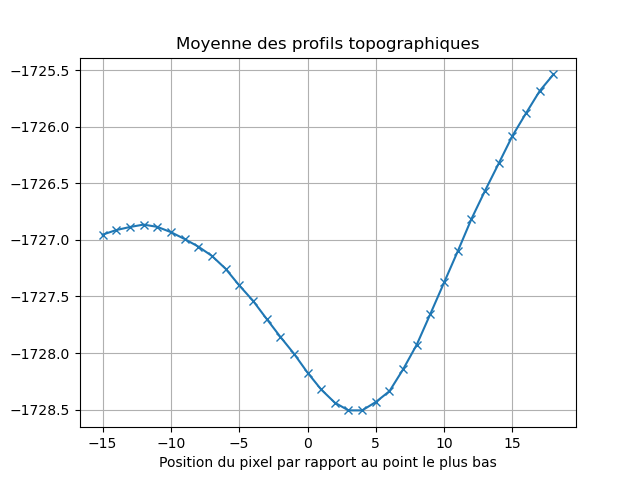 Moyenne des profils topographiques
−1725.5
−1726.0
−1726.5
−1727.0
−1727.5
−1728.0
−1728.5
−15 −10 −5 0 5 10 15
Position du pixel par rapport au point le plus bas